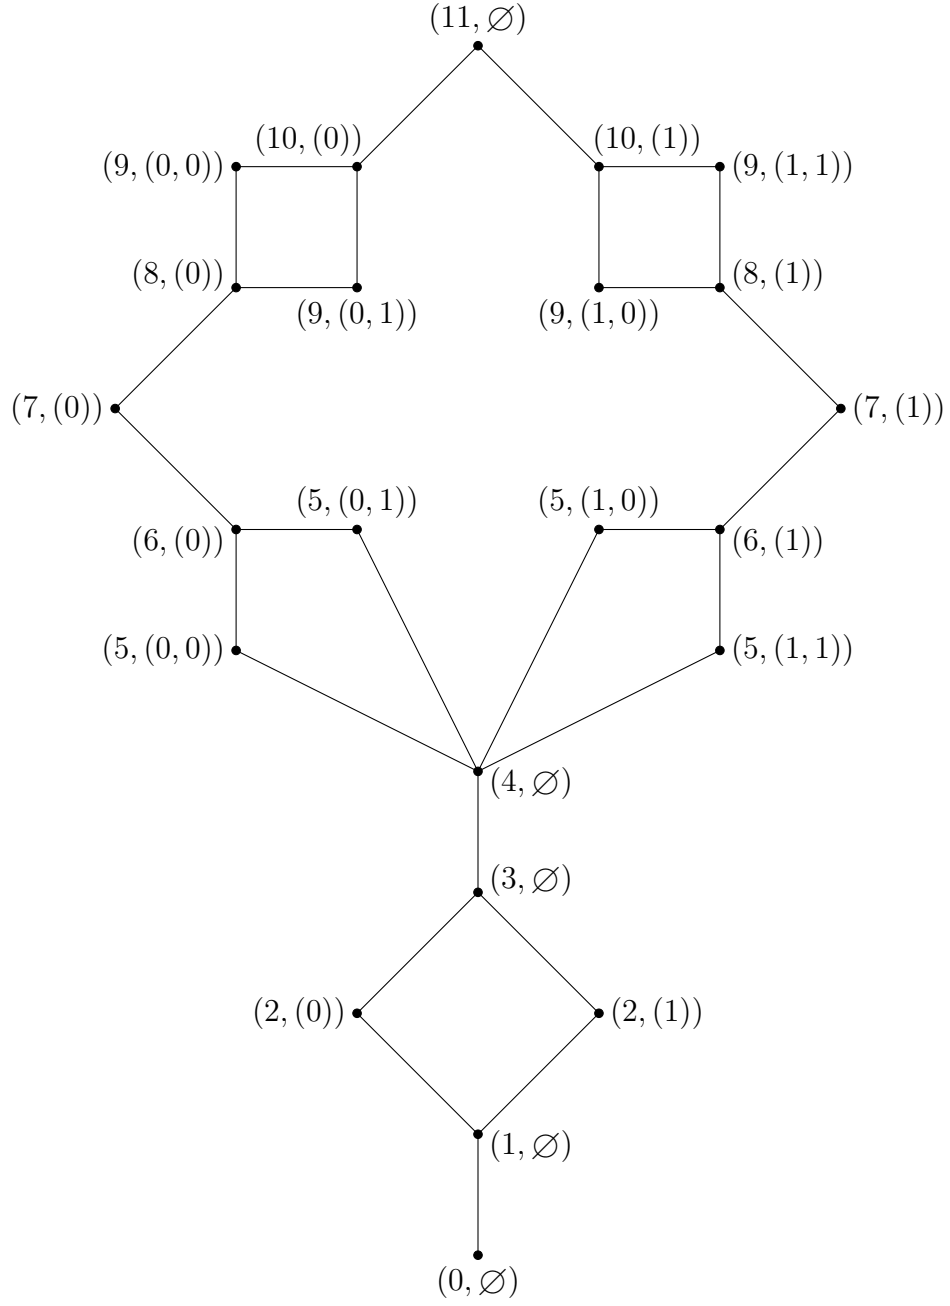 (11, ∅)
(10, (0))
(10, (1))
(9, (0, 0))
(9, (1, 1))
(8, (0))
(8, (1))
(9, (0, 1))
(9, (1, 0))
(7, (0))
(7, (1))
(5, (0, 1))
(5, (1, 0))
(6, (0))
(6, (1))
(5, (0, 0))
(5, (1, 1))
(4, ∅)
(3, ∅)
(2, (0))
(2, (1))
(1, ∅)
(0, ∅)